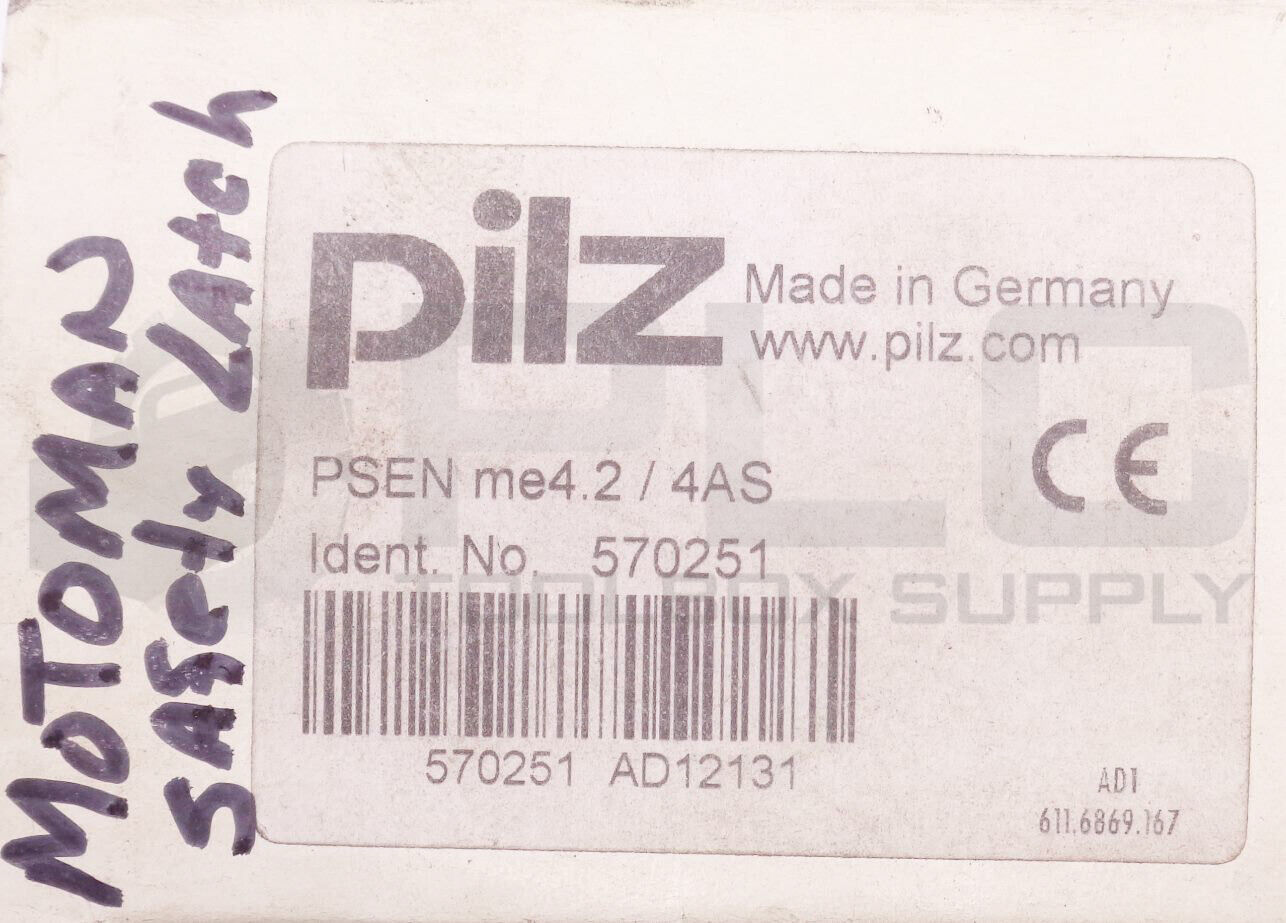 MOTOMAN
SAFety LAtch
pilz
Made in Germany
www.pilz.com
CE
PSEN me4.2 / 4AS
Ident. No. 570251
570251 AD12131
AD1
611.6869.167
PLC
TOOLBOX SUPPLY